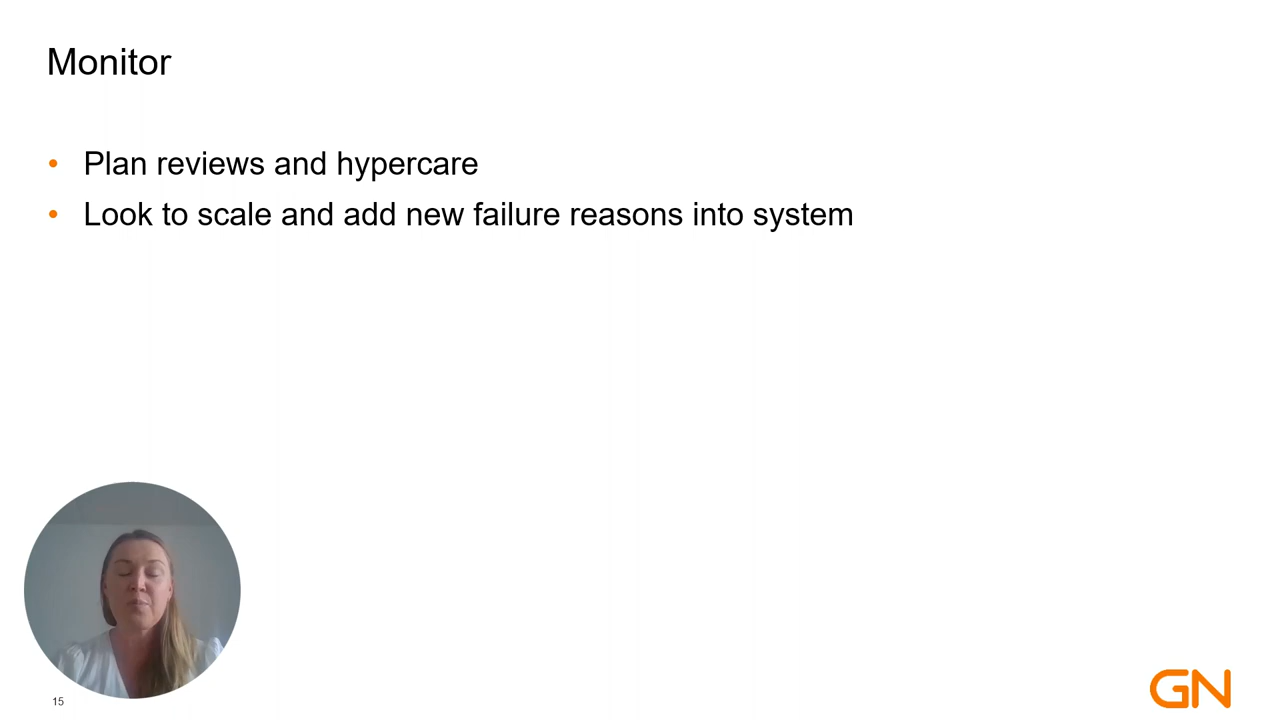 Monitor
• Plan reviews and hypercare
• Look to scale and add new failure reasons into system
15
GN